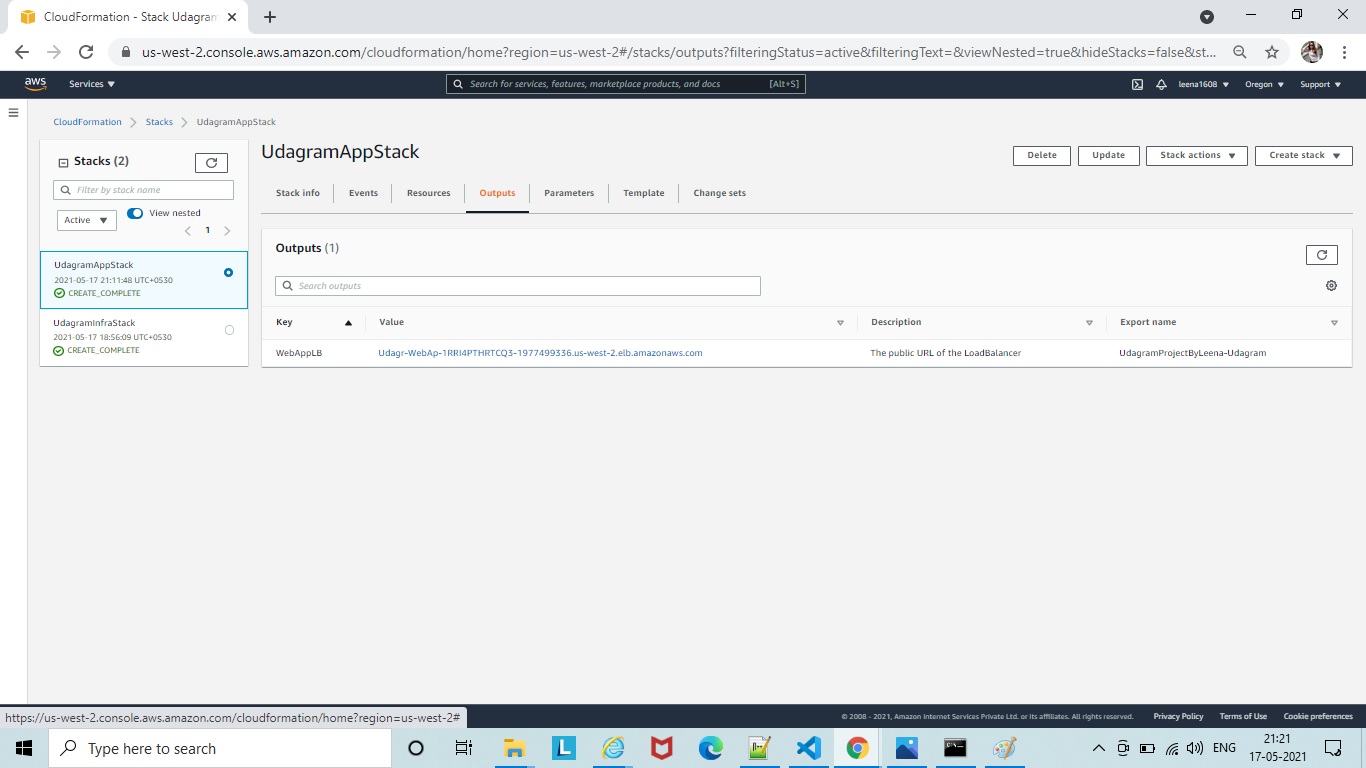 CloudFormation - Stack Udagram
us-west-2.console.aws.amazon.com/cloudformation/home?region=us-west-2#/stacks/outputs?filteringStatus=active&filteringText=&viewNested=true&hideStacks=false&st...
aws Services Search for services, features, marketplace products, and docs [Alt+S] leena1608 Oregon Support
CloudFormation Stacks UdagramAppStack
Stacks (2)
Filter by stack name
Active View nested
1
UdagramAppStack
2021-05-17 21:11:48 UTC+0530
CREATE_COMPLETE
UdagramInfraStack
2021-05-17 18:56:09 UTC+0530
CREATE_COMPLETE
UdagramAppStack Delete Update Stack actions Create stack
Stack info Events Resources Outputs Parameters Template Change sets
Outputs (1)
Search outputs
Key Value Description Export name
WebAppLB Udagr-WebAp-1RRI4PTHRTCQ3-1977499336.us-west-2.elb.amazonaws.com The public URL of the LoadBalancer UdagramProjectByLeena-Udagram
https://us-west-2.console.aws.amazon.com/cloudformation/home?region=us-west-2#
© 2008 - 2021, Amazon Internet Services Private Ltd. or its affiliates. All rights reserved. Privacy Policy Terms of Use Cookie preferences
Type here to search
L
ENG
21:21
17-05-2021